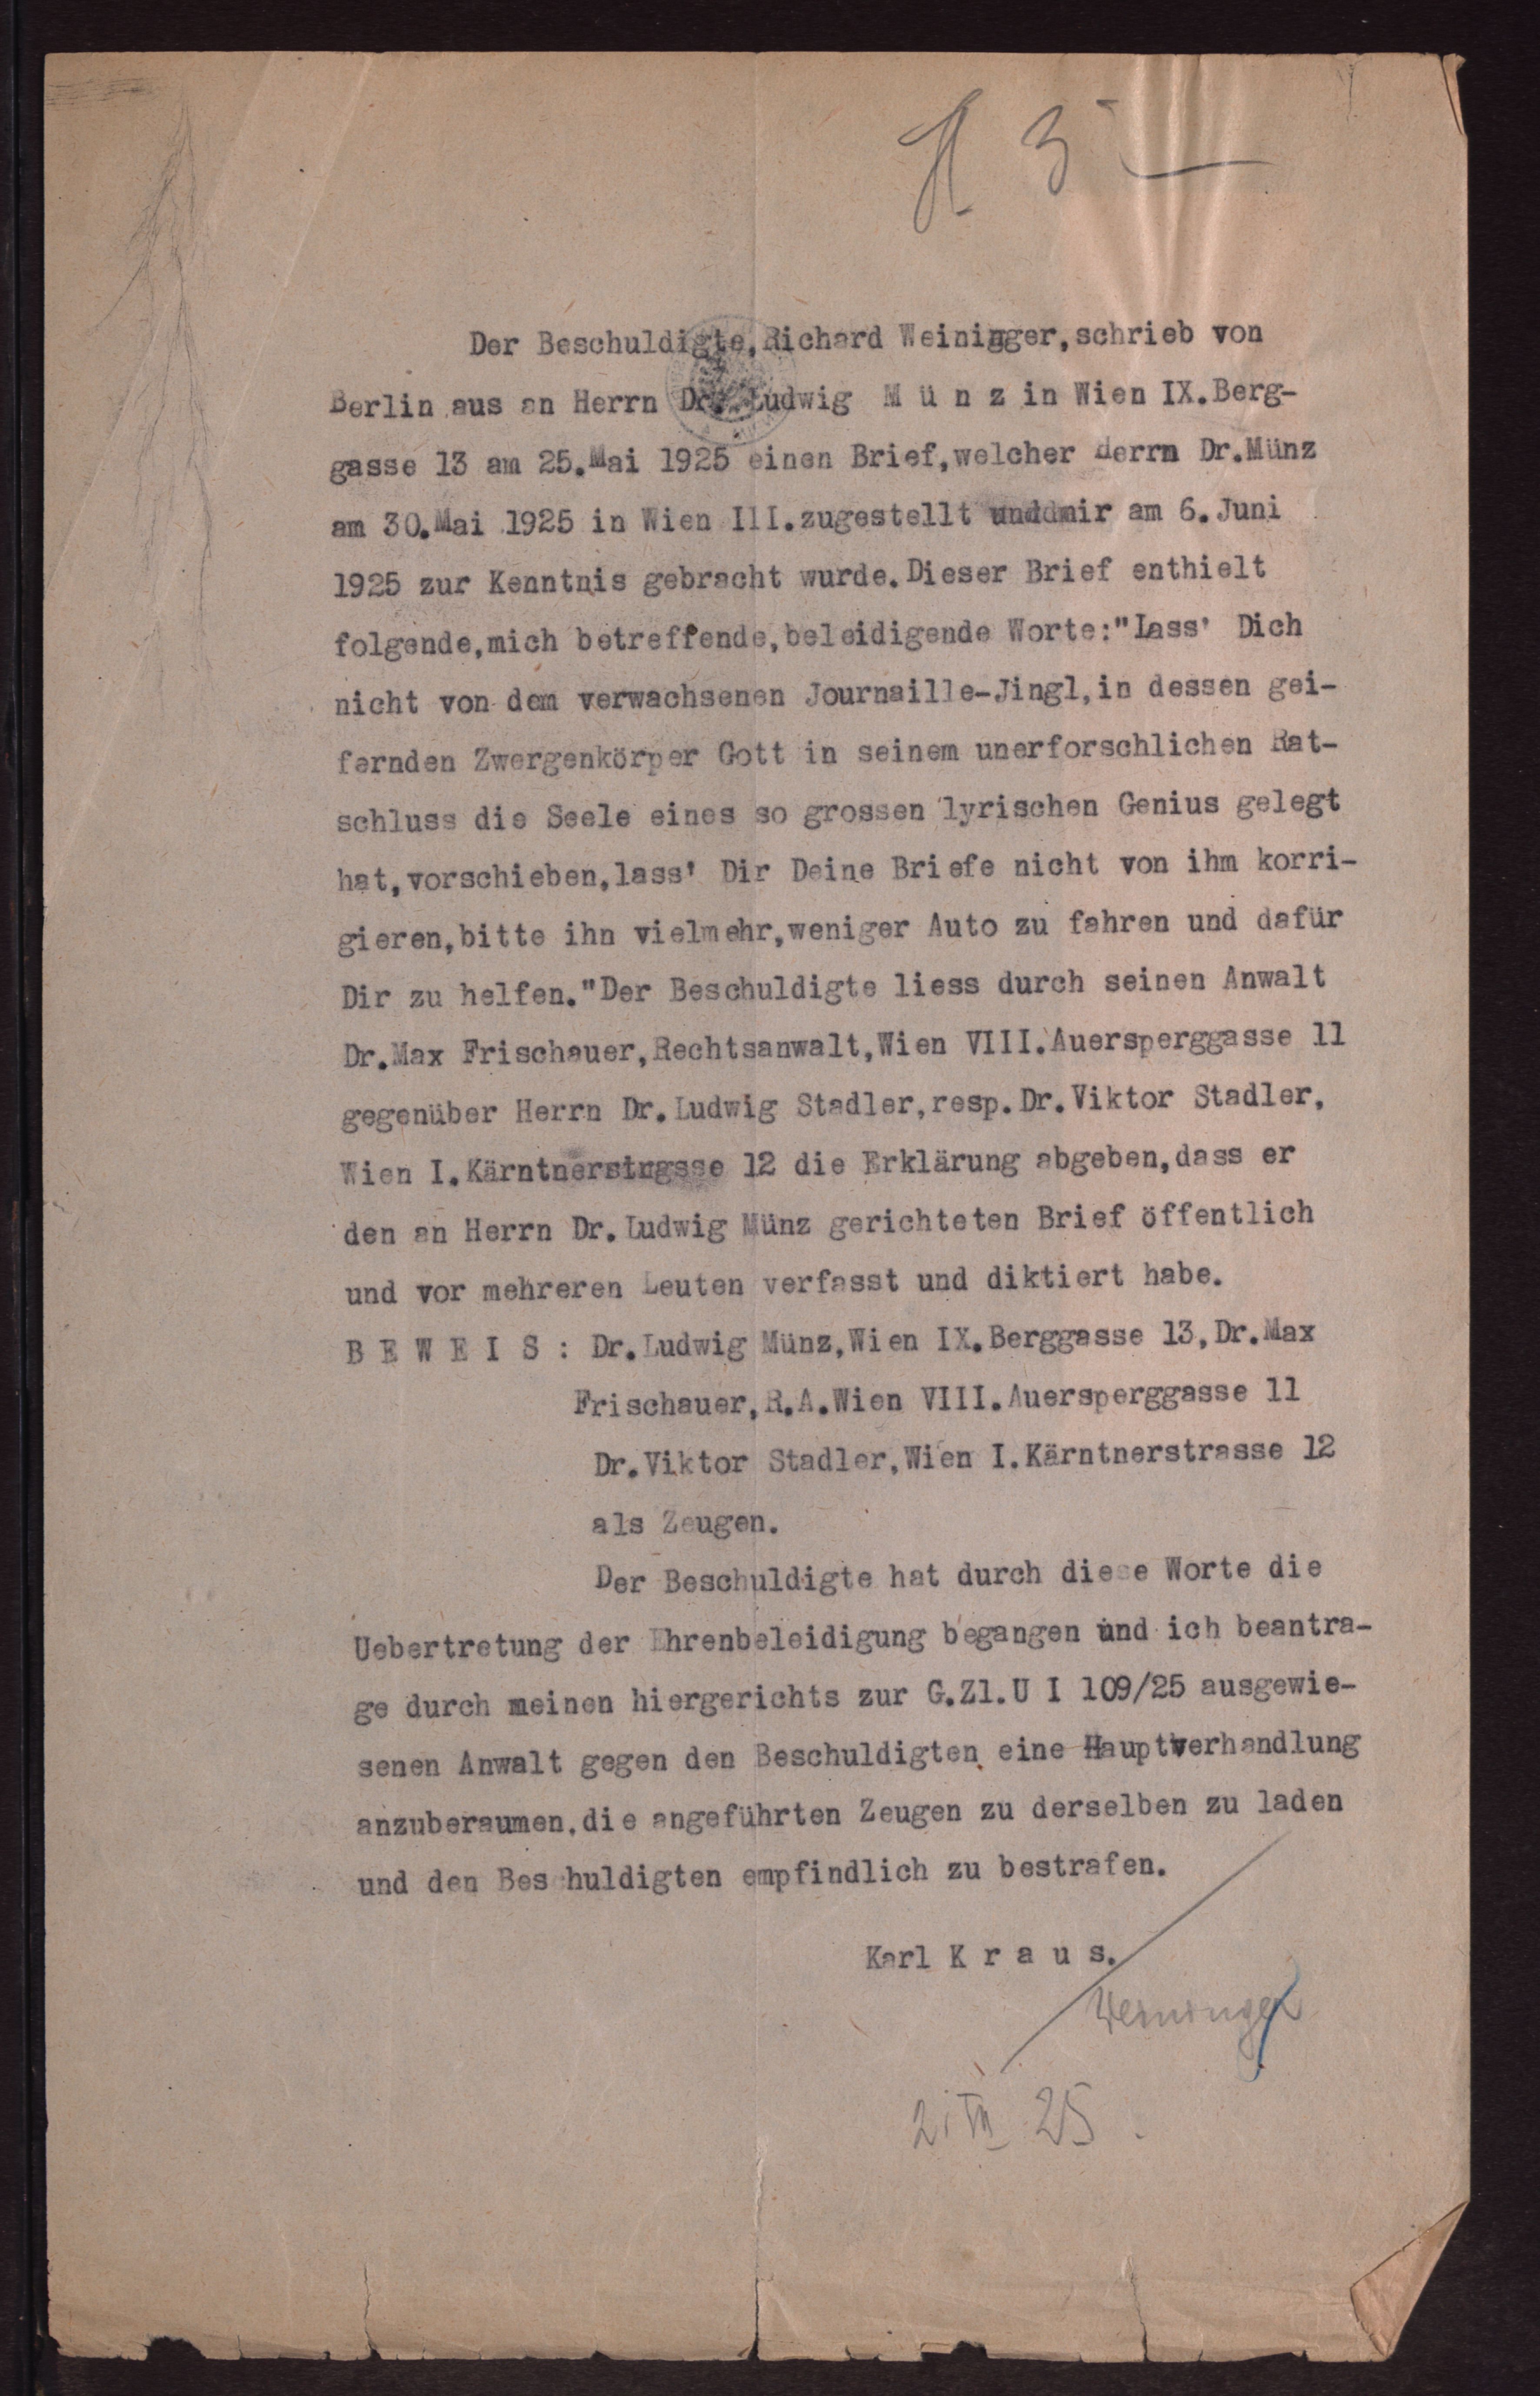 A 3
Der Beschuldigte, Richard Weininger, schrieb von
Berlin aus an Herrn Dr. Ludwig M ü n z in Wien IX. Berg-
gasse 13 am 25. Mai 1925 einen Brief, welcher Herrn Dr. Münz
am 30. Mai 1925 in Wien III. zugestellt unddmir am 6. Juni
1925 zur Kenntnis gebracht wurde. Dieser Brief enthielt
folgende, mich betreffende, beleidigende Worte: "Lass' Dich
nicht von dem verwachsenen Journaille-Jingl, in dessen gei-
fernden Zwergenkörper Gott in seinem unerforschlichen Rat-
schluss die Seele eines so grossen lyrischen Genius gelegt
hat, vorschieben, lass' Dir Deine Briefe nicht von ihm korri-
gieren, bitte ihn vielmehr, weniger Auto zu fahren und dafür
Dir zu helfen." Der Beschuldigte liess durch seinen Anwalt
Dr. Max Frischauer, Rechtsanwalt, Wien VIII. Auersperggasse 11
gegenüber Herrn Dr. Ludwig Stadler, resp. Dr. Viktor Stadler,
Wien I. Kärntnerstrasse 12 die Erklärung abgeben, dass er
den an Herrn Dr. Ludwig Münz gerichteten Brief öffentlich
und vor mehreren Leuten verfasst und diktiert habe.
B E W E I S : Dr. Ludwig Münz, Wien IX. Berggasse 13, Dr. Max
Frischauer, R.A. Wien VIII. Auersperggasse 11
Dr. Viktor Stadler, Wien I. Kärntnerstrasse 12
als Zeugen.
Der Beschuldigte hat durch diese Worte die
Uebertretung der Ehrenbeleidigung begangen und ich beantra-
ge durch meinen hiergerichts zur G.Zl. U I 109/25 ausgewie-
senen Anwalt gegen den Beschuldigten eine Hauptverhandlung
anzuberaumen, die angeführten Zeugen zu derselben zu laden
und den Beschuldigten empfindlich zu bestrafen.
Karl K r a u s.
Weininger
25.